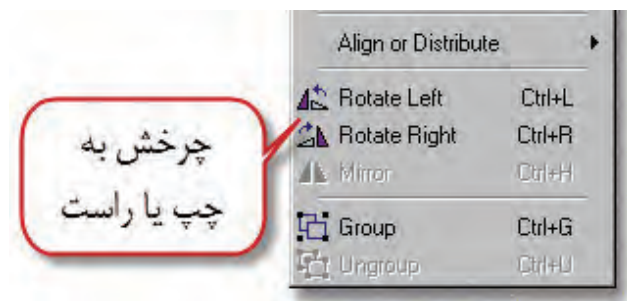 Align or Distribute
Rotate Left Ctrl+L
Rotate Right Ctrl+R
Mirror Ctrl+H
Group Ctrl+G
Ungroup Ctrl+U
چرخش به
چپ یا راست